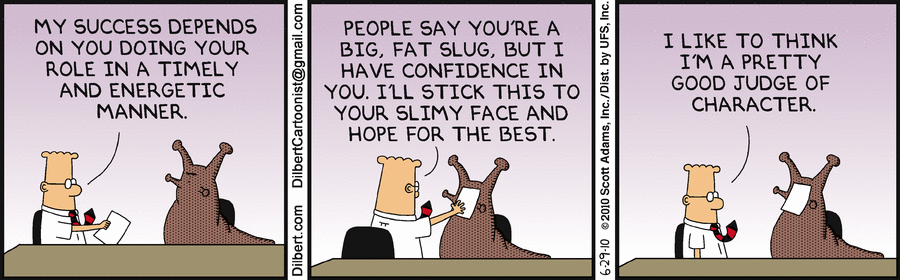 MY SUCCESS DEPENDS
ON YOU DOING YOUR
ROLE IN A TIMELY
AND ENERGETIC
MANNER.
Dilbert.com DilbertCartoonist@gmail.com
PEOPLE SAY YOU'RE A
BIG, FAT SLUG, BUT I
HAVE CONFIDENCE IN
YOU. I'LL STICK THIS TO
YOUR SLIMY FACE AND
HOPE FOR THE BEST.
6-29-10 © 2010 Scott Adams, Inc./Dist. by UFS, Inc.
I LIKE TO THINK
I'M A PRETTY
GOOD JUDGE OF
CHARACTER.